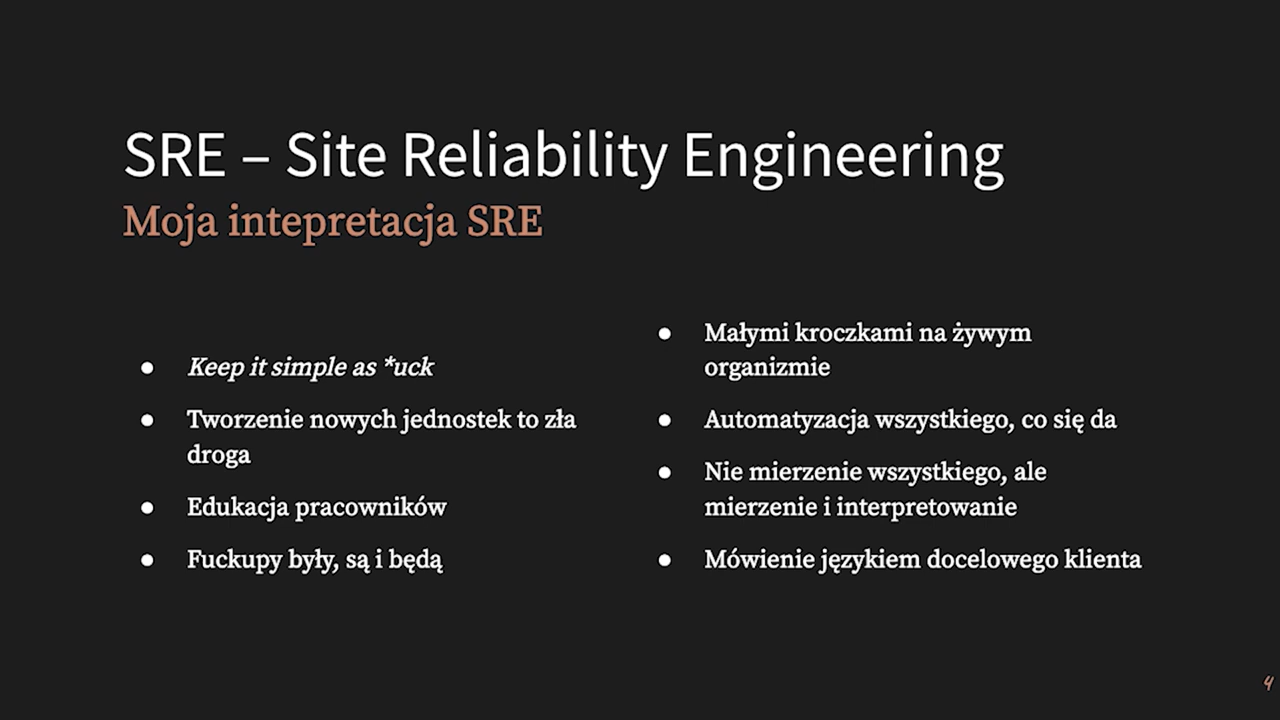 SRE – Site Reliability Engineering
Moja intepretacja SRE
● Keep it simple as *uck
● Tworzenie nowych jednostek to zła
droga
● Edukacja pracowników
● Fuckupy były, są i będą
● Małymi kroczkami na żywym
organizmie
● Automatyzacja wszystkiego, co się da
● Nie mierzenie wszystkiego, ale
mierzenie i interpretowanie
● Mówienie językiem docelowego klienta
4